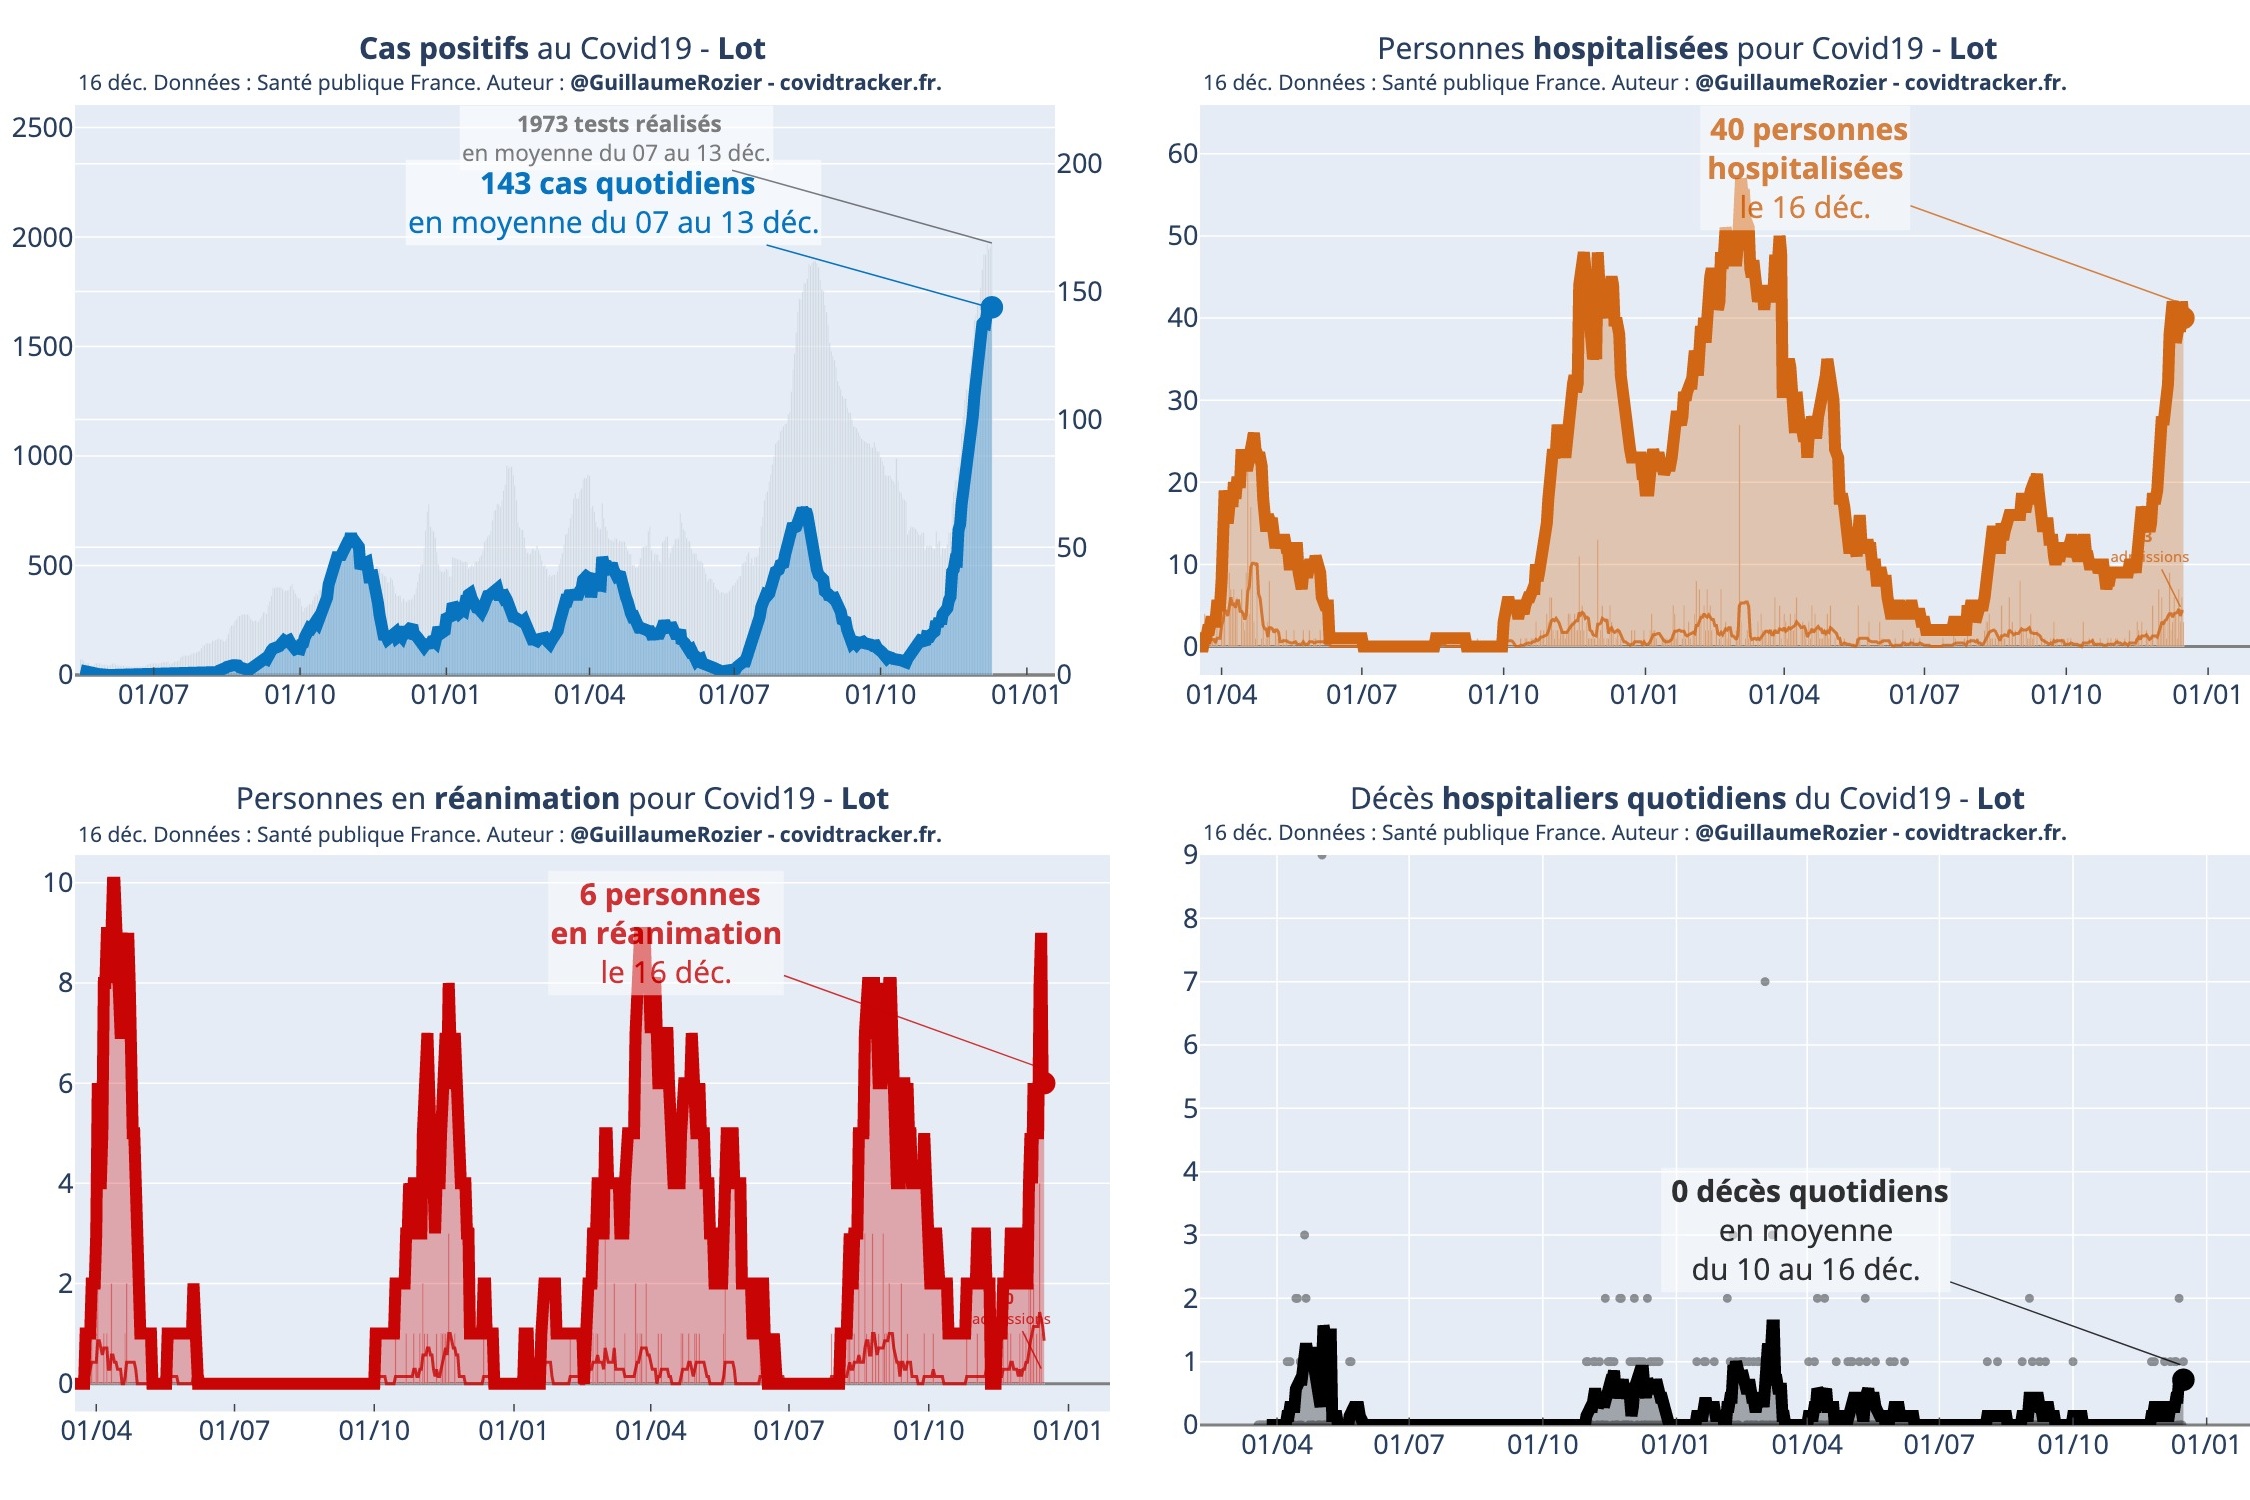 Cas positifs au Covid19 - Lot
16 déc. Données : Santé publique France. Auteur : @GuillaumeRozier - covidtracker.fr.
1973 tests réalisés
en moyenne du 07 au 13 déc.
143 cas quotidiens
en moyenne du 07 au 13 déc.
2500
2000
1500
1000
500
0
200
150
100
50
0
01/07 01/10 01/01 01/04 01/07 01/10 01/01
Personnes hospitalisées pour Covid19 - Lot
16 déc. Données : Santé publique France. Auteur : @GuillaumeRozier - covidtracker.fr.
40 personnes
hospitalisées
le 16 déc.
60
50
40
30
20
10
0
3
admissions
01/04 01/07 01/10 01/01 01/04 01/07 01/10 01/01
Personnes en réanimation pour Covid19 - Lot
16 déc. Données : Santé publique France. Auteur : @GuillaumeRozier - covidtracker.fr.
6 personnes
en réanimation
le 16 déc.
10
8
6
4
2
0
0
admissions
01/04 01/07 01/10 01/01 01/04 01/07 01/10 01/01
Décès hospitaliers quotidiens du Covid19 - Lot
16 déc. Données : Santé publique France. Auteur : @GuillaumeRozier - covidtracker.fr.
9
8
7
6
5
4
3
2
1
0
0 décès quotidiens
en moyenne
du 10 au 16 déc.
01/04 01/07 01/10 01/01 01/04 01/07 01/10 01/01